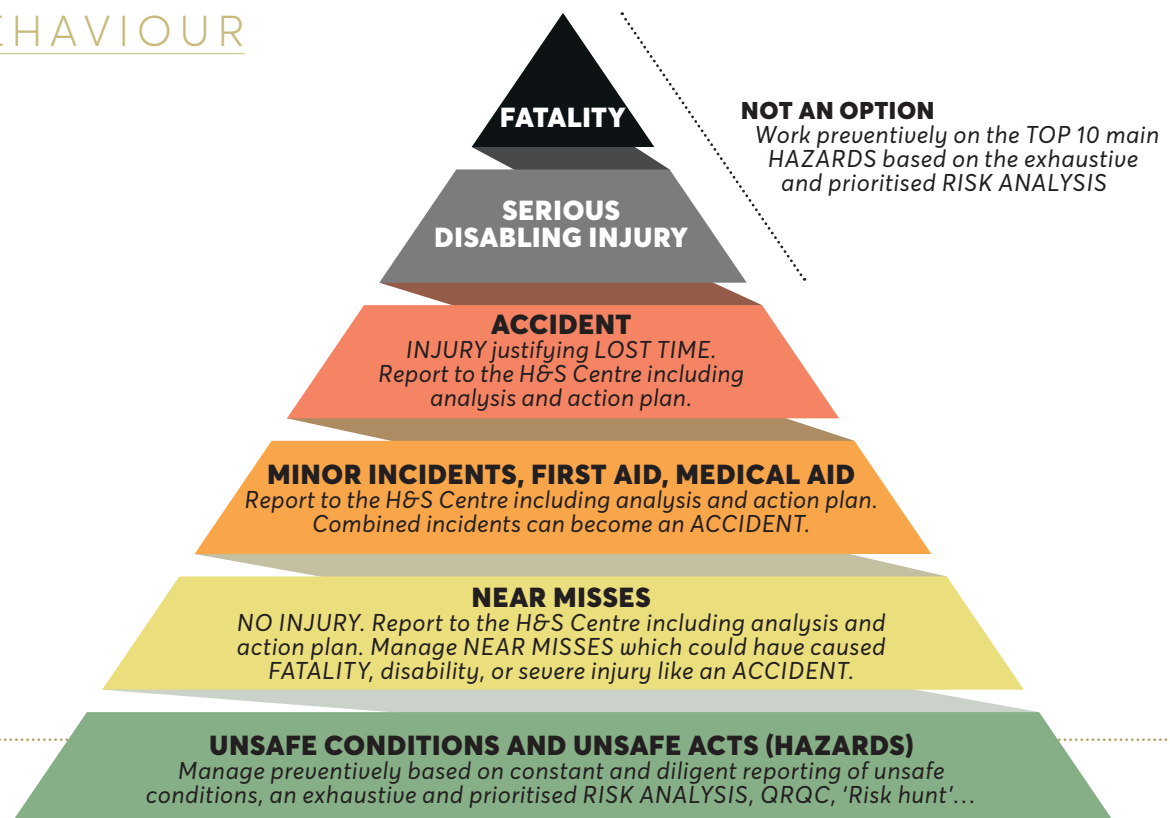 EHAVIOUR
FATALITY
NOT AN OPTION
Work preventively on the TOP 10 main
HAZARDS based on the exhaustive
and prioritised RISK ANALYSIS
SERIOUS
DISABLING INJURY
ACCIDENT
INJURY justifying LOST TIME.
Report to the H&S Centre including
analysis and action plan.
MINOR INCIDENTS, FIRST AID, MEDICAL AID
Report to the H&S Centre including analysis and action plan.
Combined incidents can become an ACCIDENT.
NEAR MISSES
NO INJURY. Report to the H&S Centre including analysis and
action plan. Manage NEAR MISSES which could have caused
FATALITY, disability, or severe injury like an ACCIDENT.
UNSAFE CONDITIONS AND UNSAFE ACTS (HAZARDS)
Manage preventively based on constant and diligent reporting of unsafe
conditions, an exhaustive and prioritised RISK ANALYSIS, QRQC, ‘Risk hunt’…